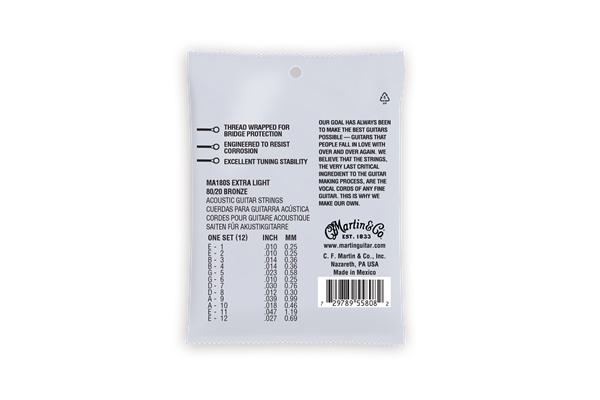 THREAD WRAPPED FOR
BRIDGE PROTECTION
ENGINEERED TO RESIST
CORROSION
EXCELLENT TUNING STABILITY
MA180S EXTRA LIGHT
80/20 BRONZE
ACOUSTIC GUITAR STRINGS
CUERDAS PARA GUITARRA ACÚSTICA
CORDES POUR GUITARE ACOUSTIQUE
SAITEN FÜR AKUSTIKGITARRE
ONE SET (12) INCH MM
E - 1 .010 0.25
E - 2 .010 0.25
B - 3 .014 0.36
B - 4 .014 0.36
G - 5 .023 0.58
G - 6 .010 0.25
D - 7 .030 0.76
D - 8 .012 0.30
A - 9 .039 0.99
A - 10 .018 0.46
E - 11 .047 1.19
E - 12 .027 0.69
OUR GOAL HAS ALWAYS BEEN
TO MAKE THE BEST GUITARS
POSSIBLE — GUITARS THAT
PEOPLE FALL IN LOVE WITH
OVER AND OVER AGAIN. WE
BELIEVE THAT THE STRINGS,
THE VERY LAST CRITICAL
INGREDIENT TO THE GUITAR
MAKING PROCESS, ARE THE
VOCAL CORDS OF ANY FINE
GUITAR. THIS IS WHY WE
MAKE OUR OWN.
Martin & Co.
EST. 1833
www.martinguitar.com
C. F. Martin & Co., Inc.
Nazareth, PA USA
Made in Mexico
7 29789 55808 2